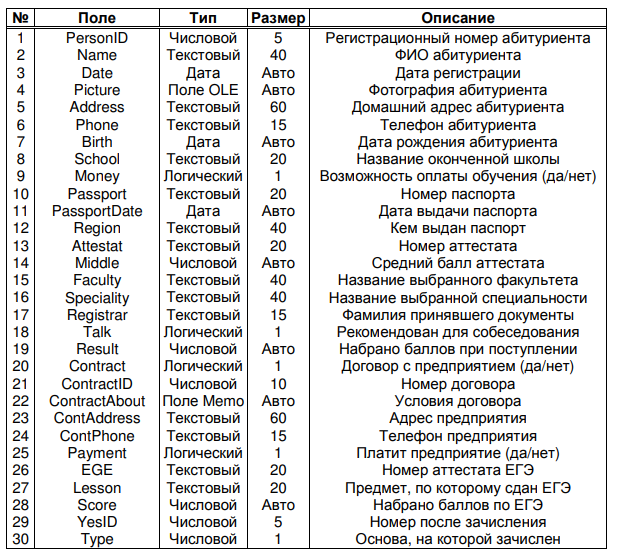 № Поле Тип Размер Описание
1 PersonID Числовой 5 Регистрационный номер абитуриента
2 Name Текстовый 40 ФИО абитуриента
3 Date Дата Авто Дата регистрации
4 Picture Поле OLE Авто Фотография абитуриента
5 Address Текстовый 60 Домашний адрес абитуриента
6 Phone Текстовый 15 Телефон абитуриента
7 Birth Дата Авто Дата рождения абитуриента
8 School Текстовый 20 Название оконченной школы
9 Money Логический 1 Возможность оплаты обучения (да/нет)
10 Passport Текстовый 20 Номер паспорта
11 PassportDate Дата Авто Дата выдачи паспорта
12 Region Текстовый 40 Кем выдан паспорт
13 Attestat Текстовый 20 Номер аттестата
14 Middle Числовой Авто Средний балл аттестата
15 Faculty Текстовый 40 Название выбранного факультета
16 Speciality Текстовый 40 Название выбранной специальности
17 Registrar Текстовый 15 Фамилия принявшего документы
18 Talk Логический 1 Рекомендован для собеседования
19 Result Числовой Авто Набрано баллов при поступлении
20 Contract Логический 1 Договор с предприятием (да/нет)
21 ContractID Числовой 10 Номер договора
22 ContractAbout Поле Memo Авто Условия договора
23 ContAddress Текстовый 60 Адрес предприятия
24 ContPhone Текстовый 15 Телефон предприятия
25 Payment Логический 1 Платит предприятие (да/нет)
26 EGE Текстовый 20 Номер аттестата ЕГЭ
27 Lesson Текстовый 20 Предмет, по которому сдан ЕГЭ
28 Score Числовой Авто Набрано баллов по ЕГЭ
29 YesID Числовой 5 Номер после зачисления
30 Type Числовой 1 Основа, на которой зачислен